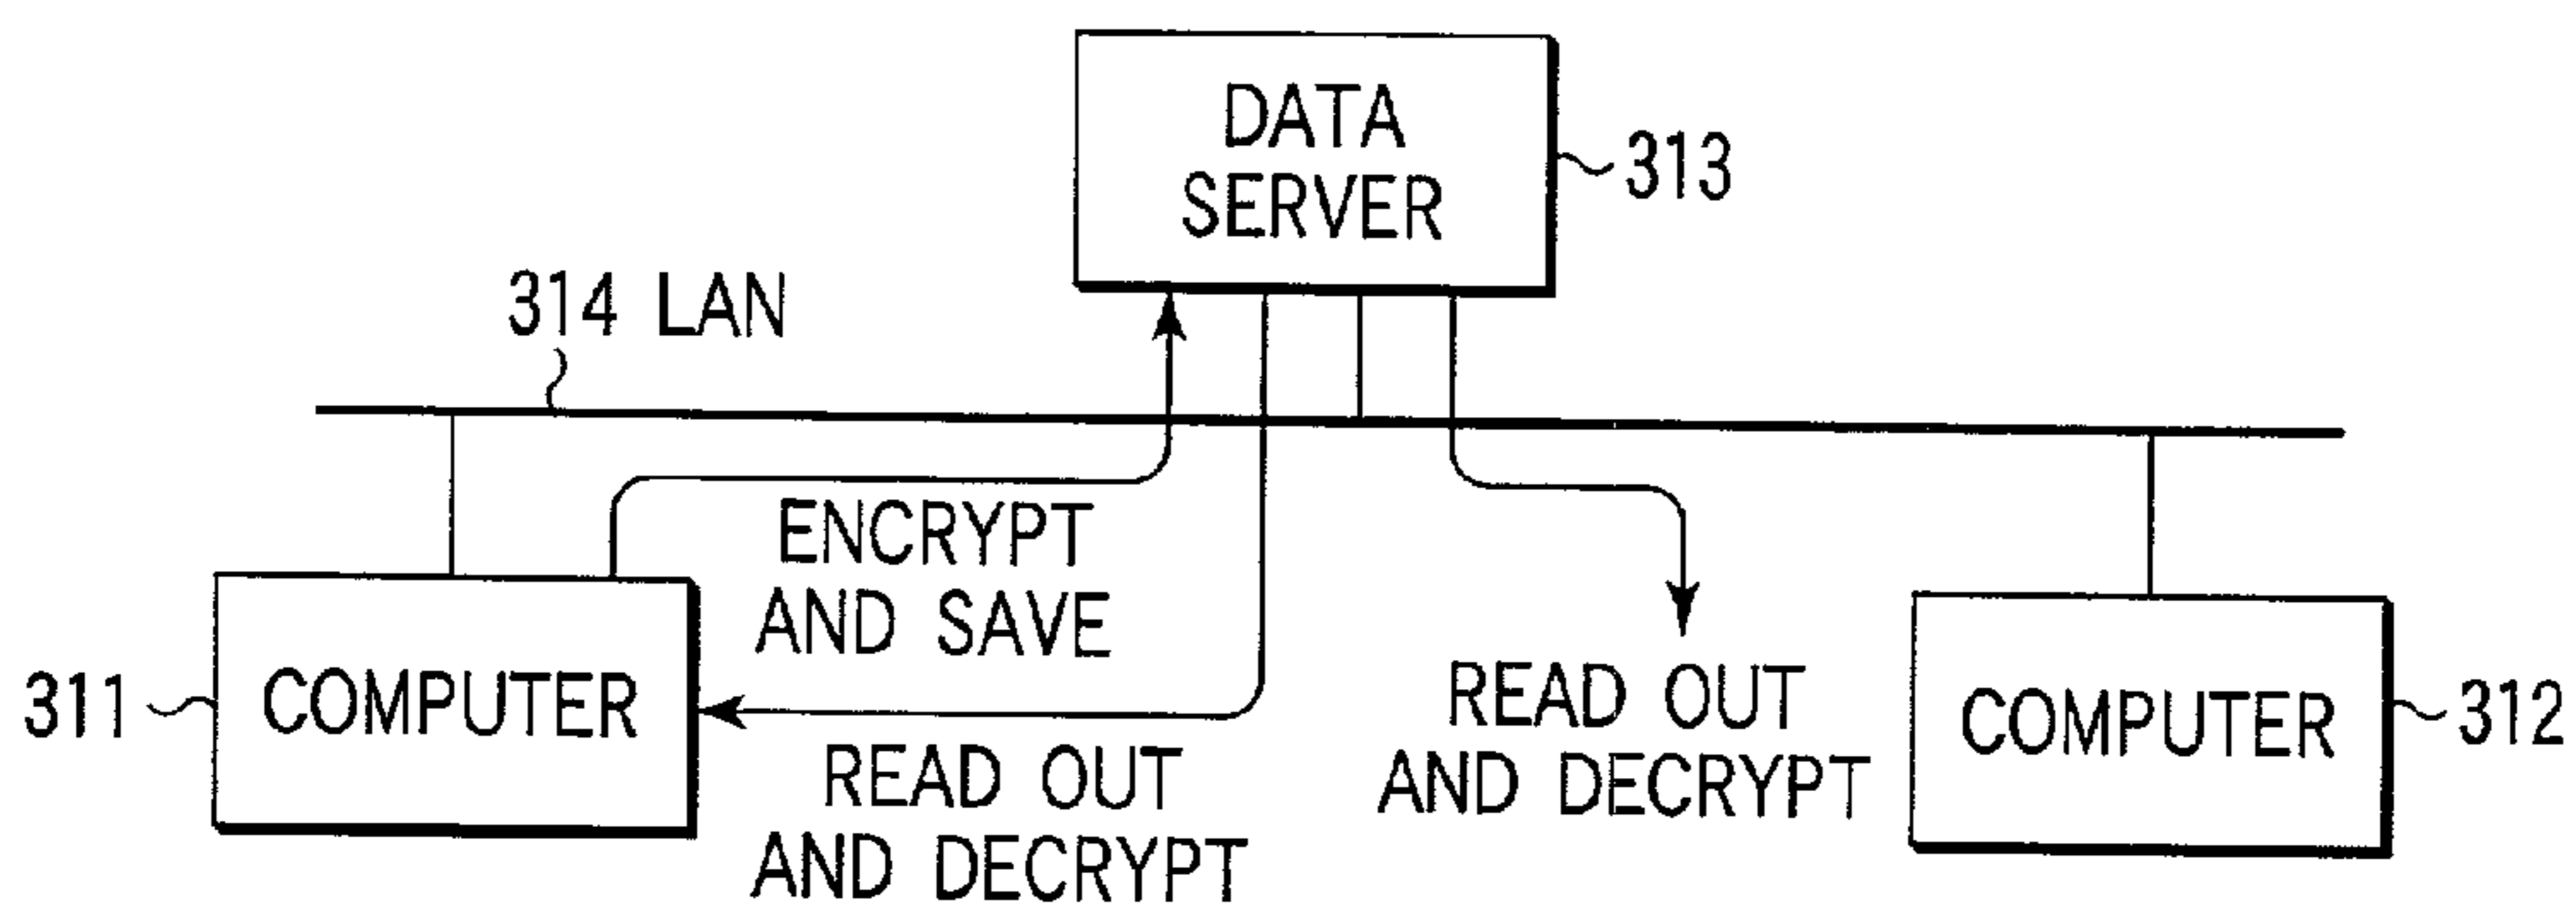 DATA
SERVER
313
314 LAN
ENCRYPT
AND SAVE
311
COMPUTER
READ OUT
AND DECRYPT
READ OUT
AND DECRYPT
COMPUTER
312